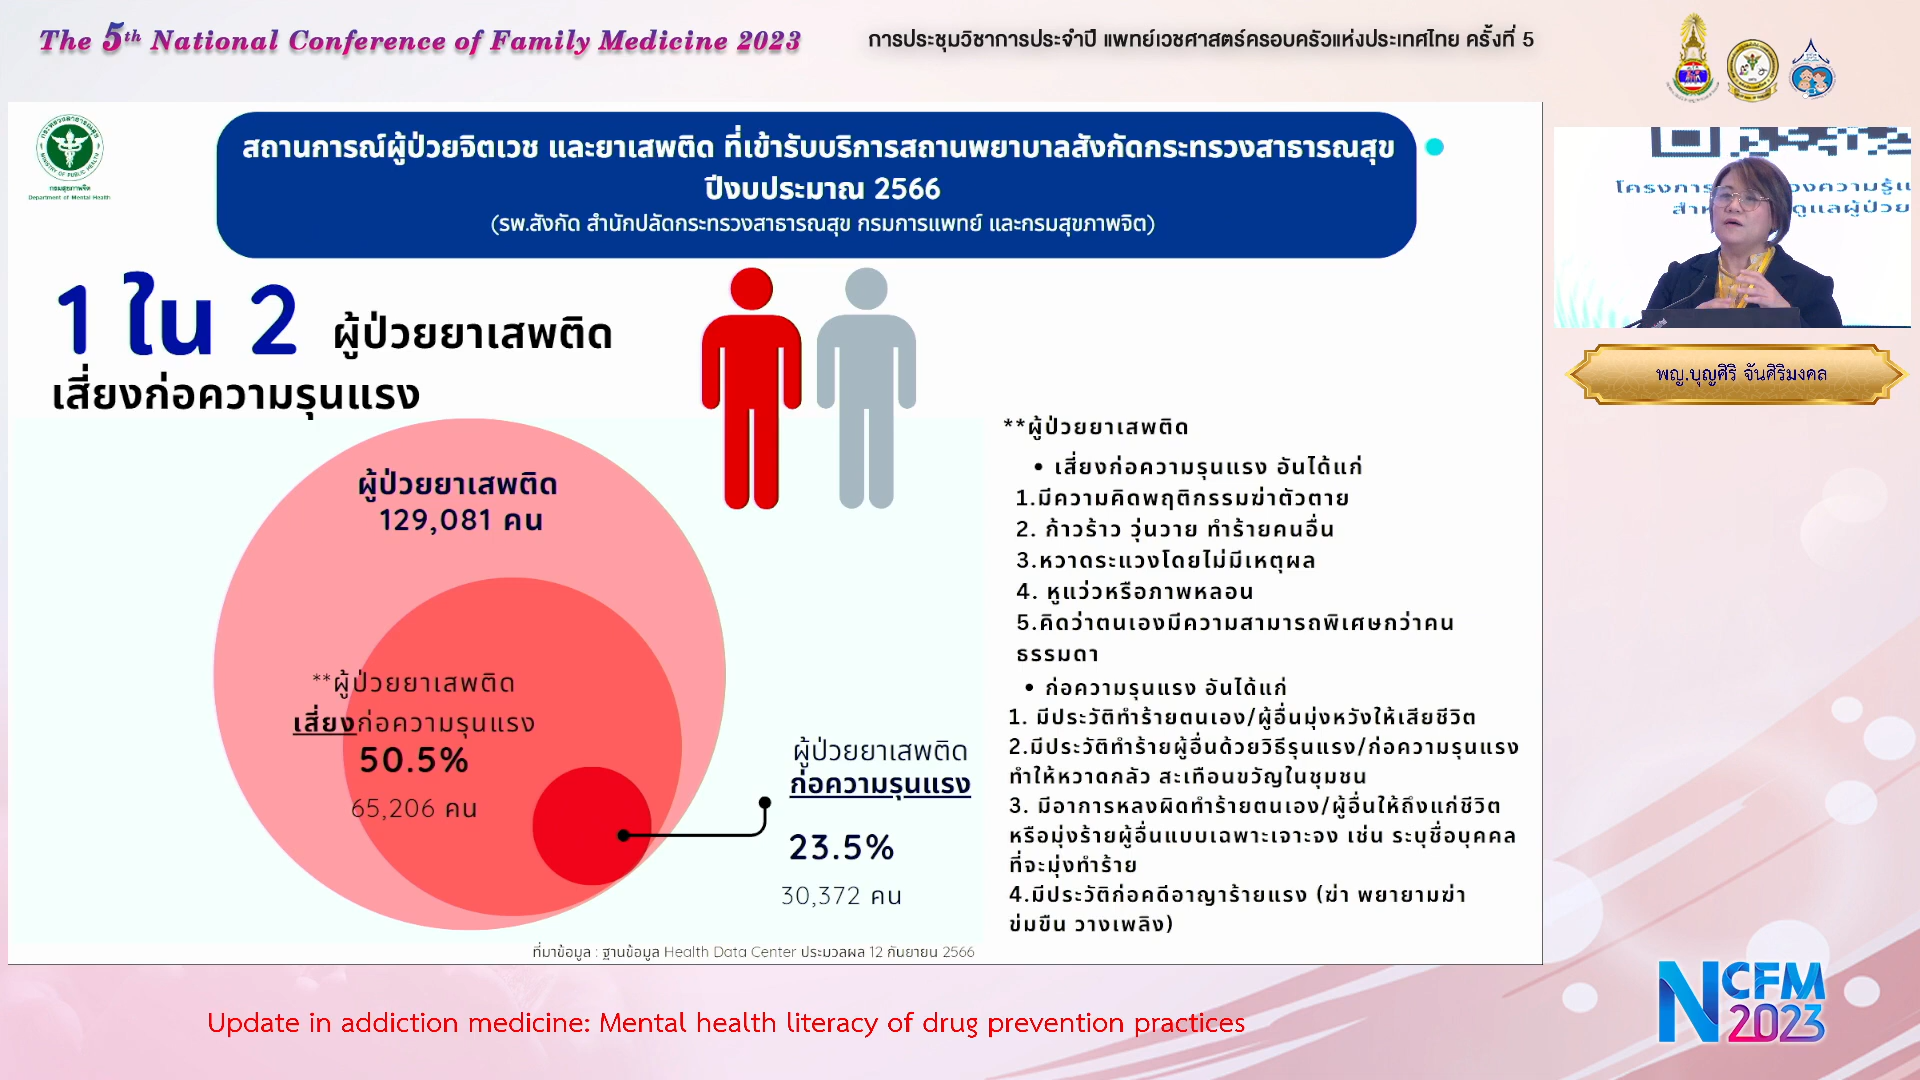 The 5th National Conference of Family Medicine 2023
การประชุมวิชาการประจำปี แพทย์เวชศาสตร์ครอบครัวแห่งประเทศไทย ครั้งที่ 5
กรมสุขภาพจิต
Department of Mental Health
สถานการณ์ผู้ป่วยจิตเวช และยาเสพติด ที่เข้ารับบริการสถานพยาบาลสังกัดกระทรวงสาธารณสุข
ปีงบประมาณ 2566
(รพ.สังกัด สำนักปลัดกระทรวงสาธารณสุข กรมการแพทย์ และกรมสุขภาพจิต)
1 ใน 2 ผู้ป่วยยาเสพติด
เสี่ยงก่อความรุนแรง
ผู้ป่วยยาเสพติด
129,081 คน
**ผู้ป่วยยาเสพติด
เสี่ยงก่อความรุนแรง
50.5%
65,206 คน
ผู้ป่วยยาเสพติด
ก่อความรุนแรง
23.5%
30,372 คน
ที่มาข้อมูล : ฐานข้อมูล Health Data Center ประมวลผล 12 กันยายน 2566
**ผู้ป่วยยาเสพติด
• เสี่ยงก่อความรุนแรง อันได้แก่
1.มีความคิดพฤติกรรมฆ่าตัวตาย
2. ก้าวร้าว วุ่นวาย ทำร้ายคนอื่น
3.หวาดระแวงโดยไม่มีเหตุผล
4. หูแว่วหรือภาพหลอน
5.คิดว่าตนเองมีความสามารถพิเศษกว่าคน
ธรรมดา
• ก่อความรุนแรง อันได้แก่
1. มีประวัติทำร้ายตนเอง/ผู้อื่นมุ่งหวังให้เสียชีวิต
2.มีประวัติทำร้ายผู้อื่นด้วยวิธีรุนแรง/ก่อความรุนแรง
ทำให้หวาดกลัว สะเทือนขวัญในชุมชน
3. มีอาการหลงผิดทำร้ายตนเอง/ผู้อื่นให้ถึงแก่ชีวิต
หรือมุ่งร้ายผู้อื่นแบบเฉพาะเจาะจง เช่น ระบุชื่อบุคคล
ที่จะมุ่งทำร้าย
4.มีประวัติก่อคดีอาญาร้ายแรง (ฆ่า พยายามฆ่า
ข่มขืน วางเพลิง)
พญ.บุญศิริ จันศิริมงคล
Update in addiction medicine: Mental health literacy of drug prevention practices
NCFM
2023